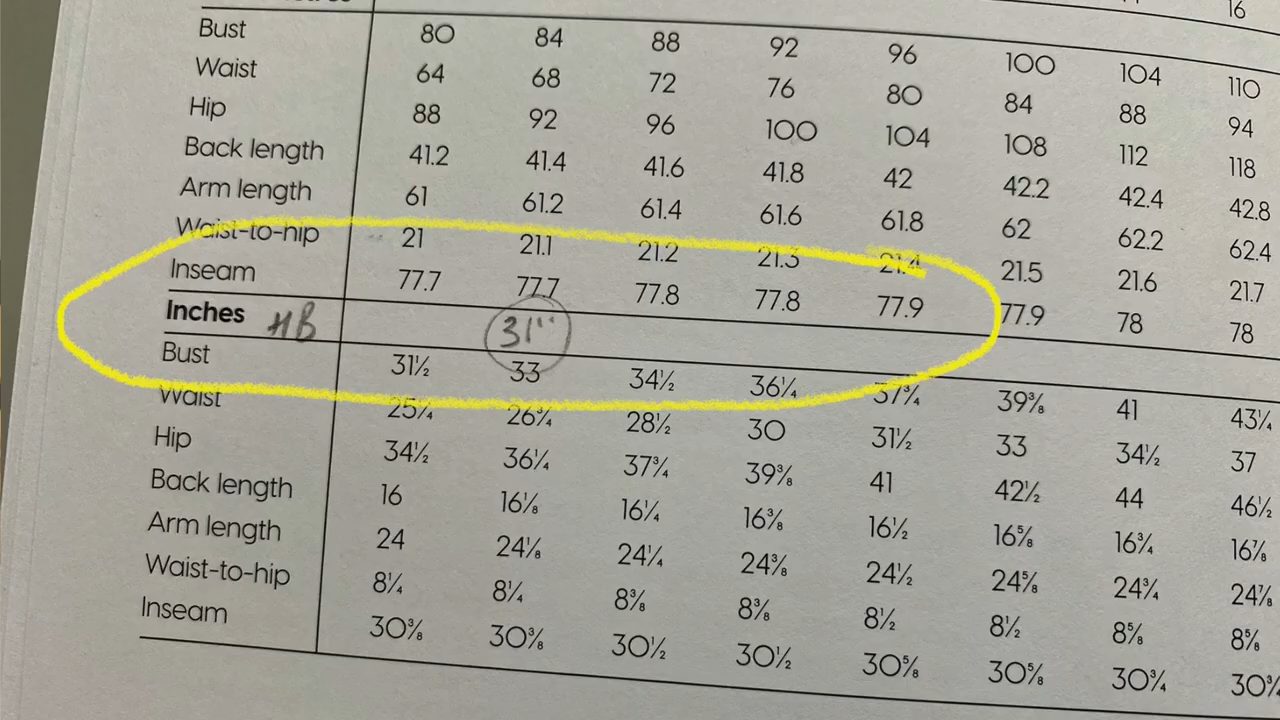 16
Bust 80 84 88 92 96 100 104 110
Waist 64 68 72 76 80 84 88 94
Hip 88 92 96 100 104 108 112 118
Back length 41.2 41.4 41.6 41.8 42 42.2 42.4 42.8
Arm length 61 61.2 61.4 61.6 61.8 62 62.2 62.4
Waist-to-hip 21 21.1 21.2 21.3 21.4 21.5 21.6 21.7
Inseam 77.7 77.7 77.8 77.8 77.9 77.9 78 78
Inches HB 31"
Bust 31½ 33 34½ 36¼ 37¾ 39⅜ 41 43¼
Waist 25¼ 26¾ 28½ 30 31½ 33 34½ 37
Hip 34½ 36¼ 37¾ 39⅜ 41 42½ 44 46½
Back length 16 16⅛ 16¼ 16⅜ 16½ 16⅝ 16¾ 16⅞
Arm length 24 24⅛ 24¼ 24⅜ 24½ 24⅝ 24¾ 24⅞
Waist-to-hip 8¼ 8¼ 8⅜ 8⅜ 8½ 8½ 8⅝ 8⅝
Inseam 30⅜ 30⅜ 30½ 30½ 30⅝ 30⅝ 30¾ 30¾